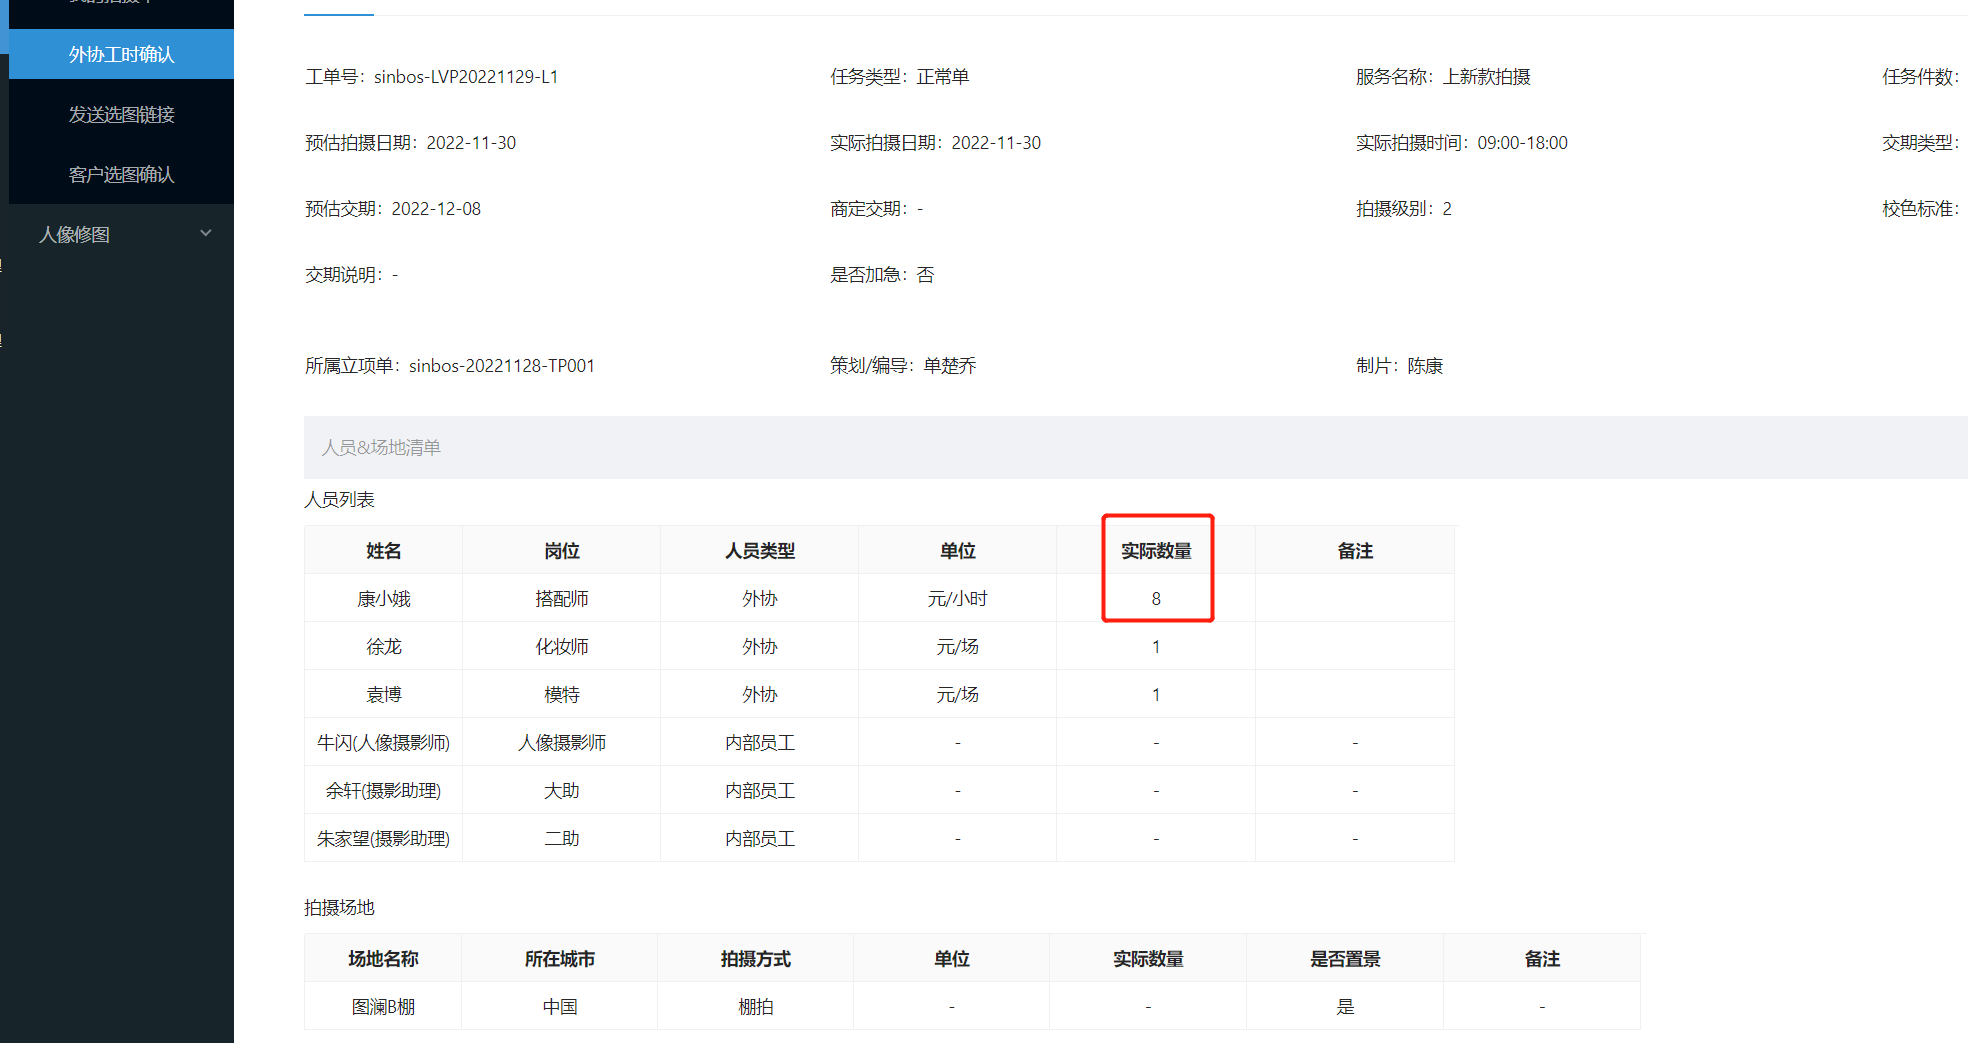 外协工时确认
发送选图链接
客户选图确认
人像修图
工单号：sinbos-LVP20221129-L1 任务类型：正常单 服务名称：上新款拍摄 任务件数：
预估拍摄日期：2022-11-30 实际拍摄日期：2022-11-30 实际拍摄时间：09:00-18:00 交期类型：
预估交期：2022-12-08 商定交期：- 拍摄级别：2 校色标准：
交期说明：- 是否加急：否
所属立项单：sinbos-20221128-TP001 策划/编导：单楚乔 制片：陈康
人员&场地清单
人员列表
姓名 岗位 人员类型 单位 实际数量 备注
康小娥 搭配师 外协 元/小时 8
徐龙 化妆师 外协 元/场 1
袁博 模特 外协 元/场 1
牛闪(人像摄影师) 人像摄影师 内部员工 - - -
余轩(摄影助理) 大助 内部员工 - - -
朱家望(摄影助理) 二助 内部员工 - - -
拍摄场地
场地名称 所在城市 拍摄方式 单位 实际数量 是否置景 备注
图澜B棚 中国 棚拍 - - 是 -